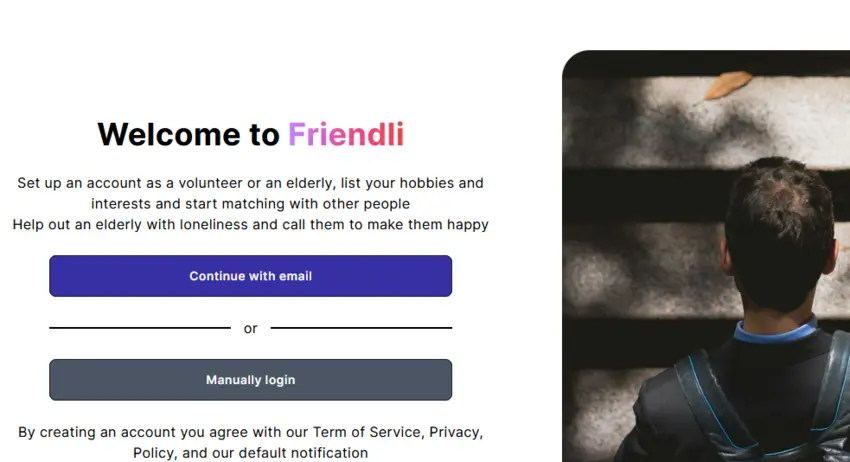 Welcome to Friendli
Set up an account as a volunteer or an elderly, list your hobbies and
interests and start matching with other people
Help out an elderly with loneliness and call them to make them happy
Continue with email
or
Manually login
By creating an account you agree with our Term of Service, Privacy,
Policy, and our default notification